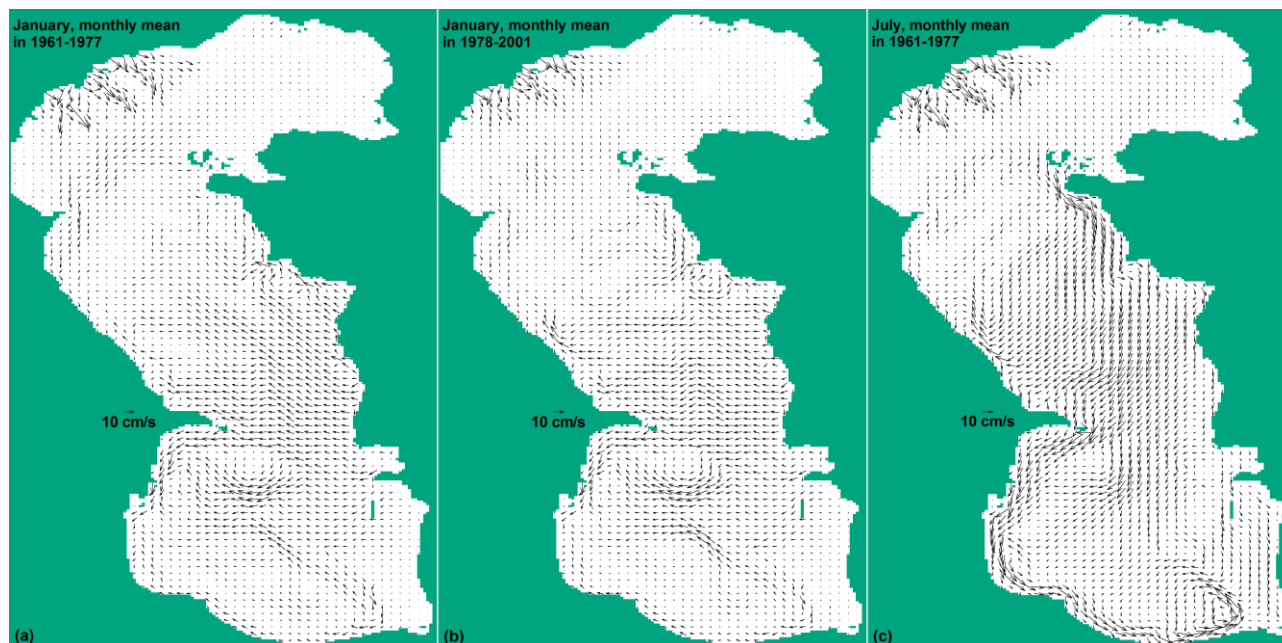 January, monthly mean
in 1961-1977
10 cm/s
(a)
January, monthly mean
in 1978-2001
10 cm/s
(b)
July, monthly mean
in 1961-1977
10 cm/s
(c)